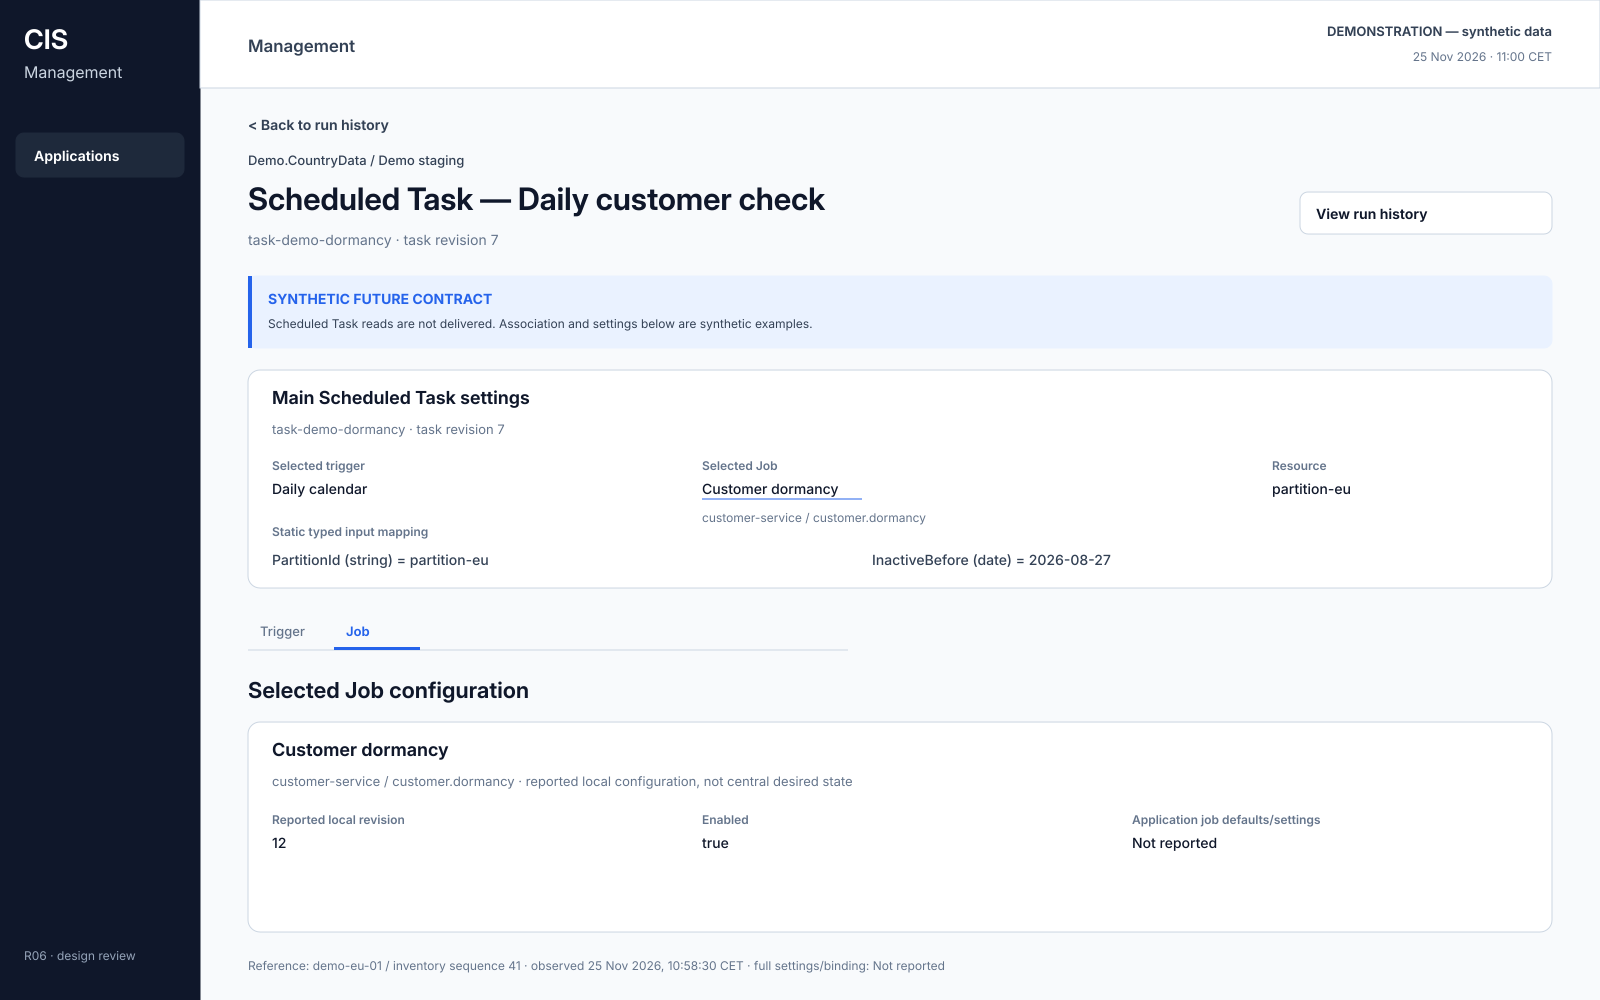 CIS
Management
Applications
R06 · design review
Management
DEMONSTRATION — synthetic data
25 Nov 2026 · 11:00 CET
< Back to run history
Demo.CountryData / Demo staging
Scheduled Task — Daily customer check
task-demo-dormancy · task revision 7
View run history
SYNTHETIC FUTURE CONTRACT
Scheduled Task reads are not delivered. Association and settings below are synthetic examples.
Main Scheduled Task settings
task-demo-dormancy · task revision 7
Selected trigger
Daily calendar
Selected Job
Customer dormancy
customer-service / customer.dormancy
Resource
partition-eu
Static typed input mapping
PartitionId (string) = partition-eu
InactiveBefore (date) = 2026-08-27
Trigger
Job
Selected Job configuration
Customer dormancy
customer-service / customer.dormancy · reported local configuration, not central desired state
Reported local revision
12
Enabled
true
Application job defaults/settings
Not reported
Reference: demo-eu-01 / inventory sequence 41 · observed 25 Nov 2026, 10:58:30 CET · full settings/binding: Not reported